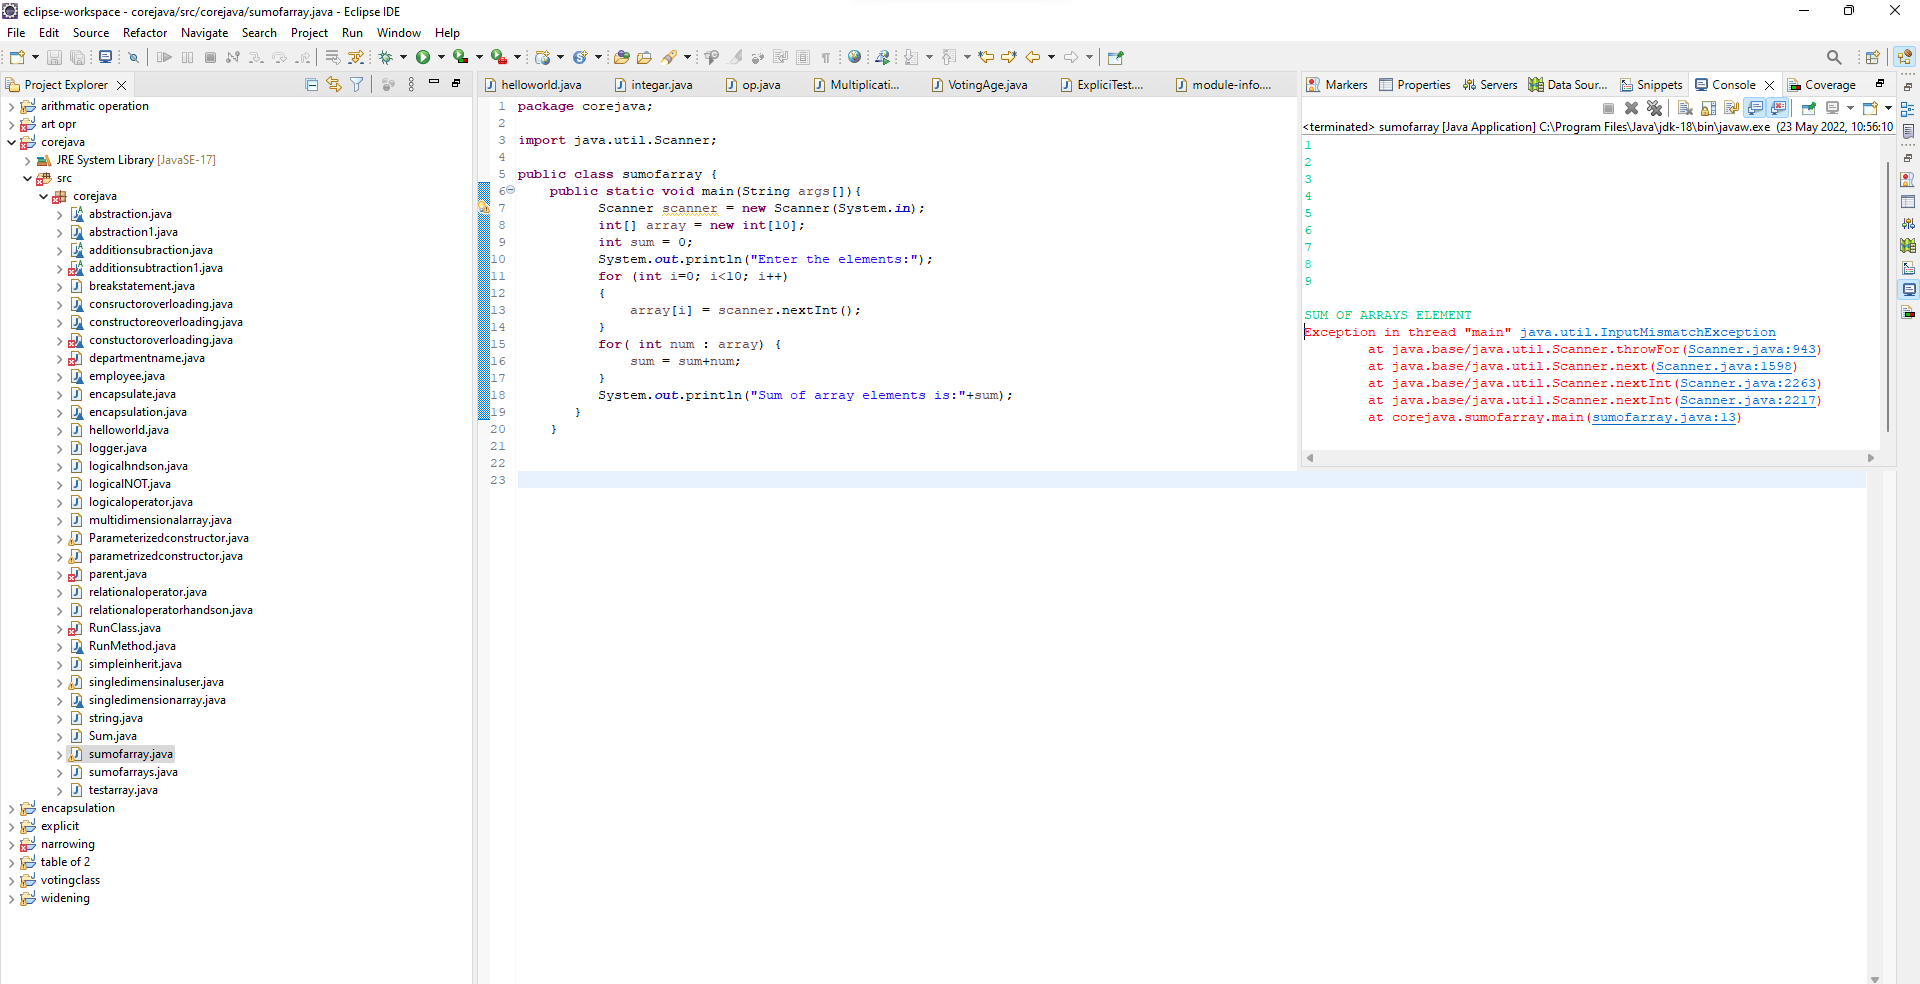 eclipse-workspace - corejava/src/corejava/sumofarray.java - Eclipse IDE
File Edit Source Refactor Navigate Search Project Run Window Help
Project Explorer
arithmatic operation
art opr
corejava
JRE System Library [JavaSE-17]
src
corejava
abstraction.java
abstraction1.java
additionsubraction.java
additionsubtraction1.java
breakstatement.java
consructoroverloading.java
constructoreoverloading.java
constuctoroverloading.java
departmentname.java
employee.java
encapsulate.java
encapsulation.java
helloworld.java
logger.java
logicalhndson.java
logicalNOT.java
logicaloperator.java
multidimensionalarray.java
Parameterizedconstructor.java
parametrizedconstructor.java
parent.java
relationaloperator.java
relationaloperatorhandson.java
RunClass.java
RunMethod.java
simpleinherit.java
singledimensinaluser.java
singledimensionarray.java
string.java
Sum.java
sumofarray.java
sumofarrays.java
testarray.java
encapsulation
explicit
narrowing
table of 2
votingclass
widening
helloworld.java integar.java op.java Multiplicati... VotingAge.java ExpliciTest.... module-info....
1 package corejava;
2
3 import java.util.Scanner;
4
5 public class sumofarray {
6 public static void main(String args[]){
7 Scanner scanner = new Scanner(System.in);
8 int[] array = new int[10];
9 int sum = 0;
10 System.out.println("Enter the elements:");
11 for (int i=0; i<10; i++)
12 {
13 array[i] = scanner.nextInt();
14 }
15 for( int num : array) {
16 sum = sum+num;
17 }
18 System.out.println("Sum of array elements is:"+sum);
19 }
20 }
21
22
23
Markers Properties Servers Data Sour... Snippets Console Coverage
<terminated> sumofarray [Java Application] C:\Program Files\Java\jdk-18\bin\javaw.exe (23 May 2022, 10:56:10
1
2
3
4
5
6
7
8
9
SUM OF ARRAYS ELEMENT
Exception in thread "main" java.util.InputMismatchException
at java.base/java.util.Scanner.throwFor(Scanner.java:943)
at java.base/java.util.Scanner.next(Scanner.java:1598)
at java.base/java.util.Scanner.nextInt(Scanner.java:2263)
at java.base/java.util.Scanner.nextInt(Scanner.java:2217)
at corejava.sumofarray.main(sumofarray.java:13)